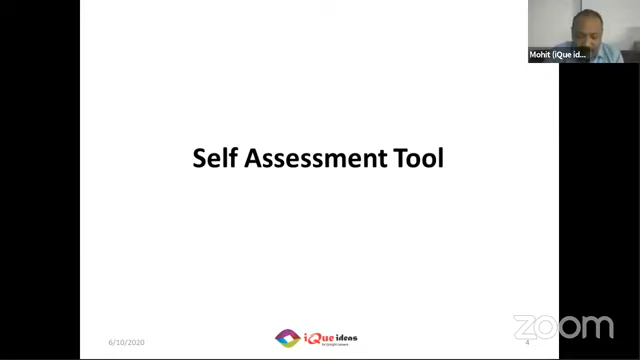 Mohit (iQue id...
Self Assessment Tool
6/10/2020
iQue ideas
4
zoom